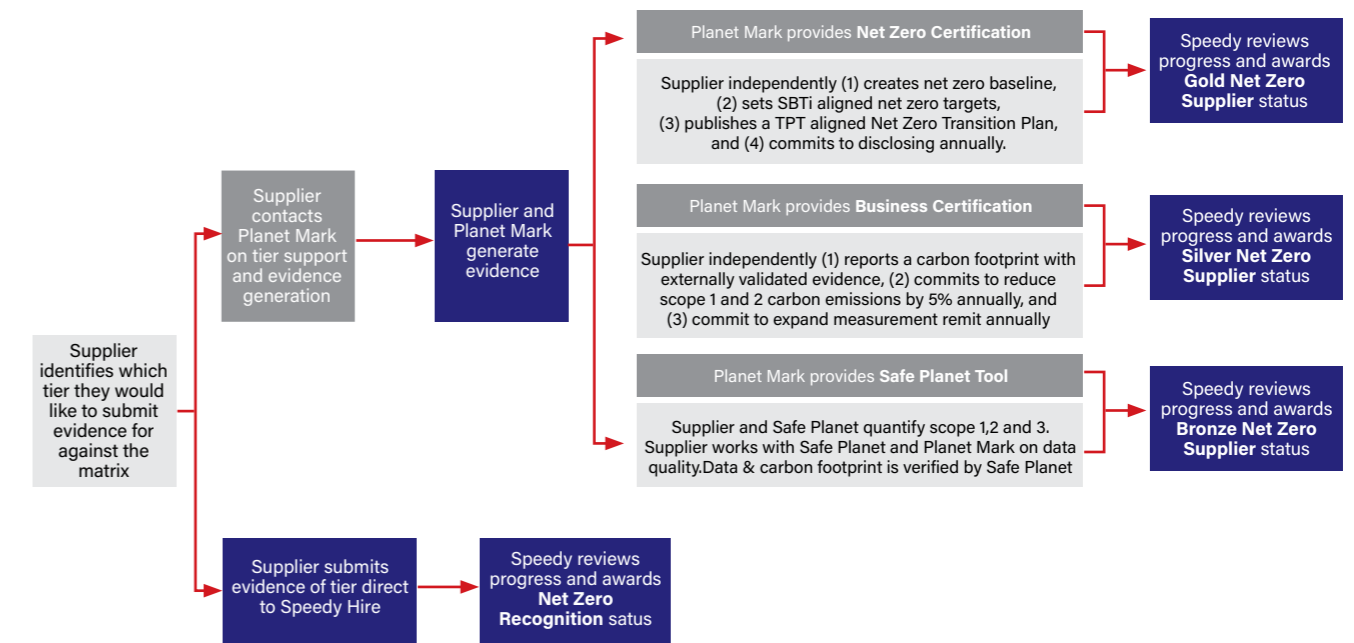 Supplier
identifies which
tier they would
like to submit
evidence for
against the
matrix
Supplier
contacts
Planet Mark
on tier support
and evidence
generation
Supplier and
Planet Mark
generate
evidence
Planet Mark provides Net Zero Certification
Supplier independently (1) creates net zero baseline,
(2) sets SBTi aligned net zero targets,
(3) publishes a TPT aligned Net Zero Transition Plan,
and (4) commits to disclosing annually.
Speedy reviews
progress and awards
Gold Net Zero
Supplier status
Planet Mark provides Business Certification
Supplier independently (1) reports a carbon footprint with
externally validated evidence, (2) commits to reduce
scope 1 and 2 carbon emissions by 5% annually, and
(3) commit to expand measurement remit annually
Speedy reviews
progress and awards
Silver Net Zero
Supplier status
Planet Mark provides Safe Planet Tool
Supplier and Safe Planet quantify scope 1,2 and 3.
Supplier works with Safe Planet and Planet Mark on data
quality.Data & carbon footprint is verified by Safe Planet
Speedy reviews
progress and awards
Bronze Net Zero
Supplier status
Supplier submits
evidence of tier direct
to Speedy Hire
Speedy reviews
progress and awards
Net Zero
Recognition satus